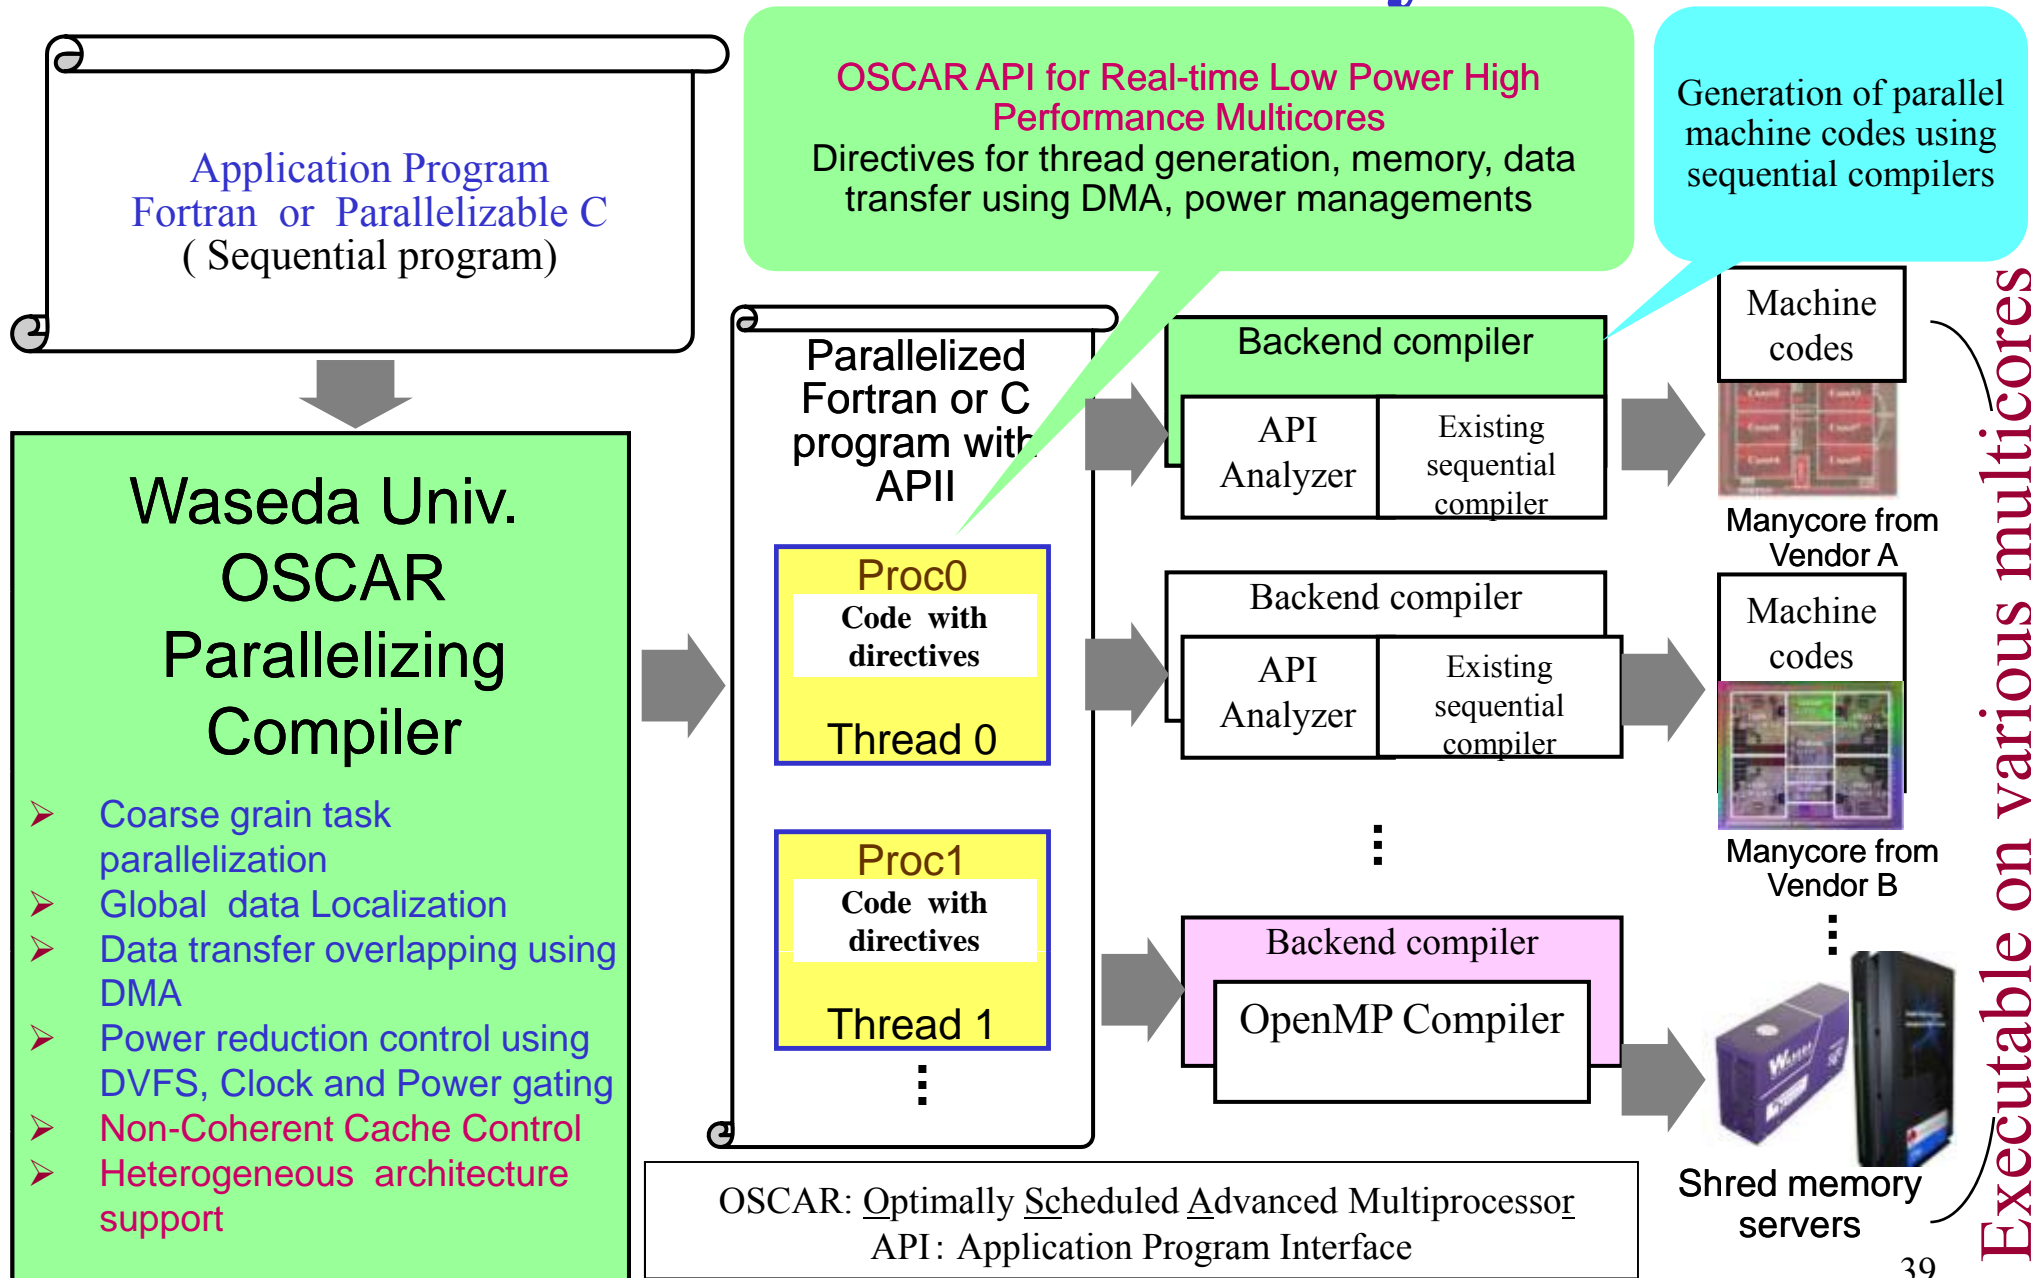 Application Program
Fortran or Parallelizable C
( Sequential program)
OSCAR API for Real-time Low Power High
Performance Multicores
Directives for thread generation, memory, data
transfer using DMA, power managements
Generation of parallel
machine codes using
sequential compilers
Waseda Univ.
OSCAR
Parallelizing
Compiler
➢ Coarse grain task
parallelization
➢ Global data Localization
➢ Data transfer overlapping using
DMA
➢ Power reduction control using
DVFS, Clock and Power gating
➢ Non-Coherent Cache Control
➢ Heterogeneous architecture
support
Parallelized
Fortran or C
program with
APII
Proc0
Code with
directives
Thread 0
Proc1
Code with
directives
Thread 1
⋮
Backend compiler
API
Analyzer
Existing
sequential
compiler
Backend compiler
API
Analyzer
Existing
sequential
compiler
⋮
Backend compiler
OpenMP Compiler
Machine
codes
Manycore from
Vendor A
Machine
codes
Manycore from
Vendor B
⋮
Shred memory
servers
Executable on various multicores
OSCAR: Optimally Scheduled Advanced Multiprocessor
API: Application Program Interface
39